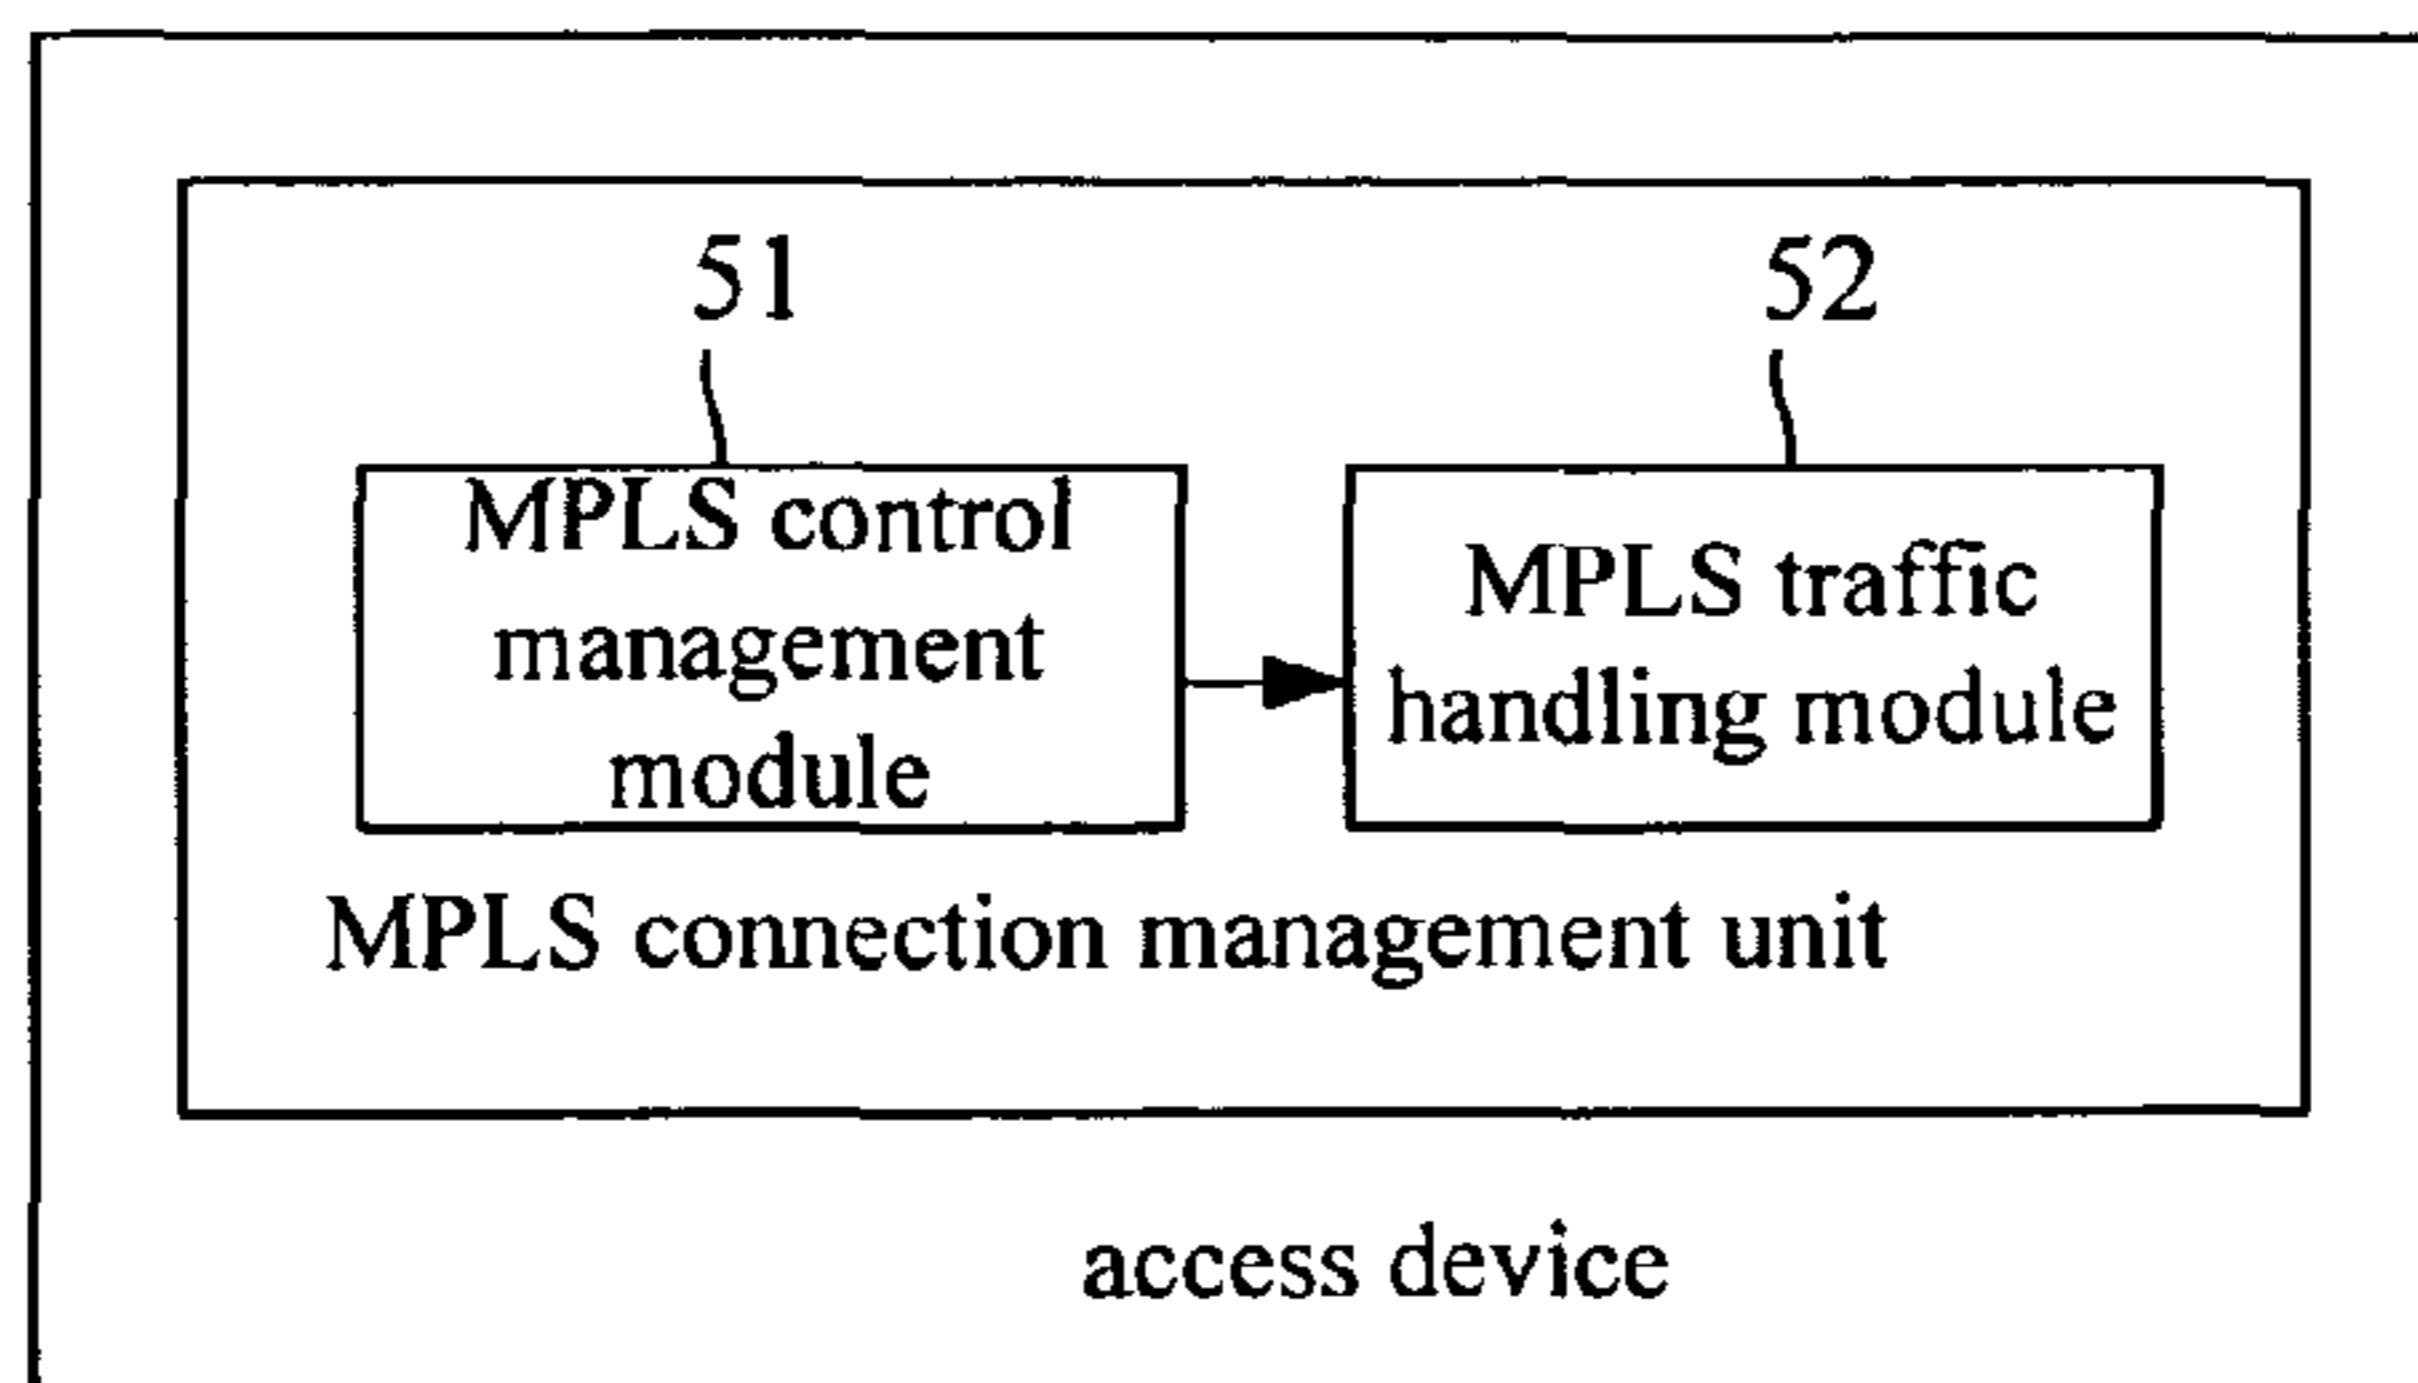 51
52
MPLS control
management
module
MPLS traffic
handling module
MPLS connection management unit
access device